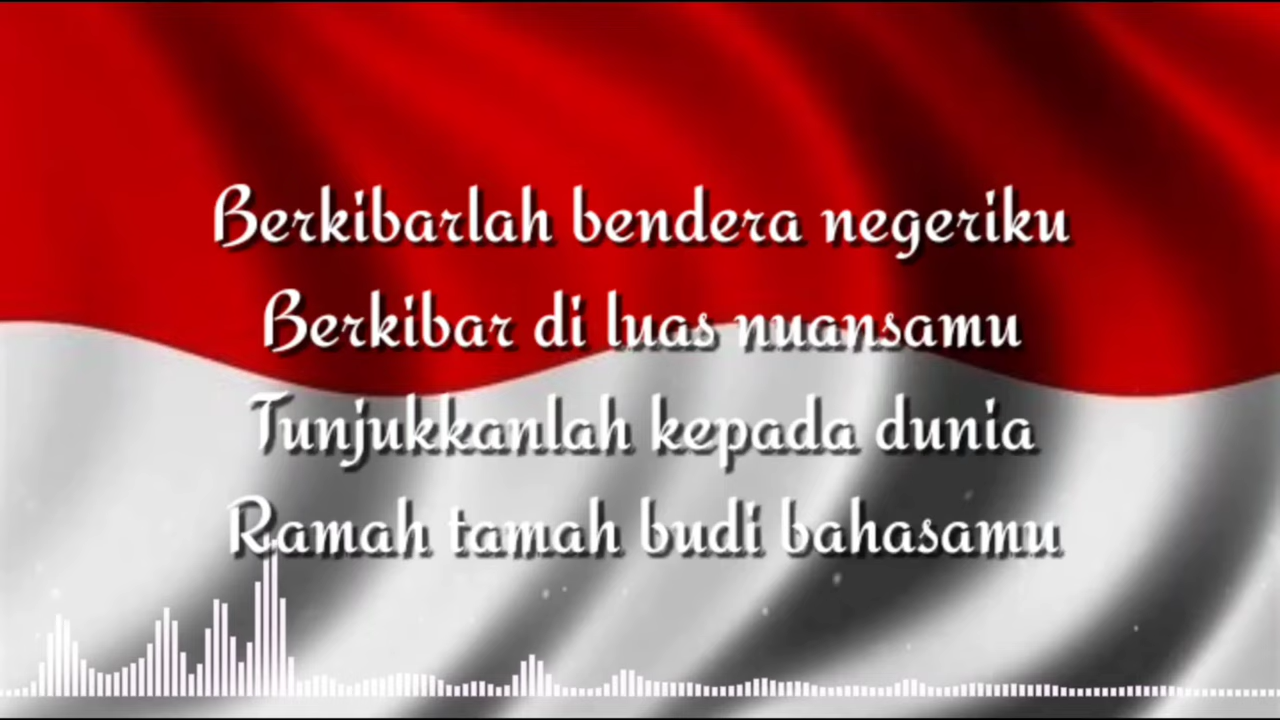 Berkibarlah bendera negeriku
Berkibar di luas nuansamu
Tunjukkanlah kepada dunia
Ramah tamah budi bahasamu